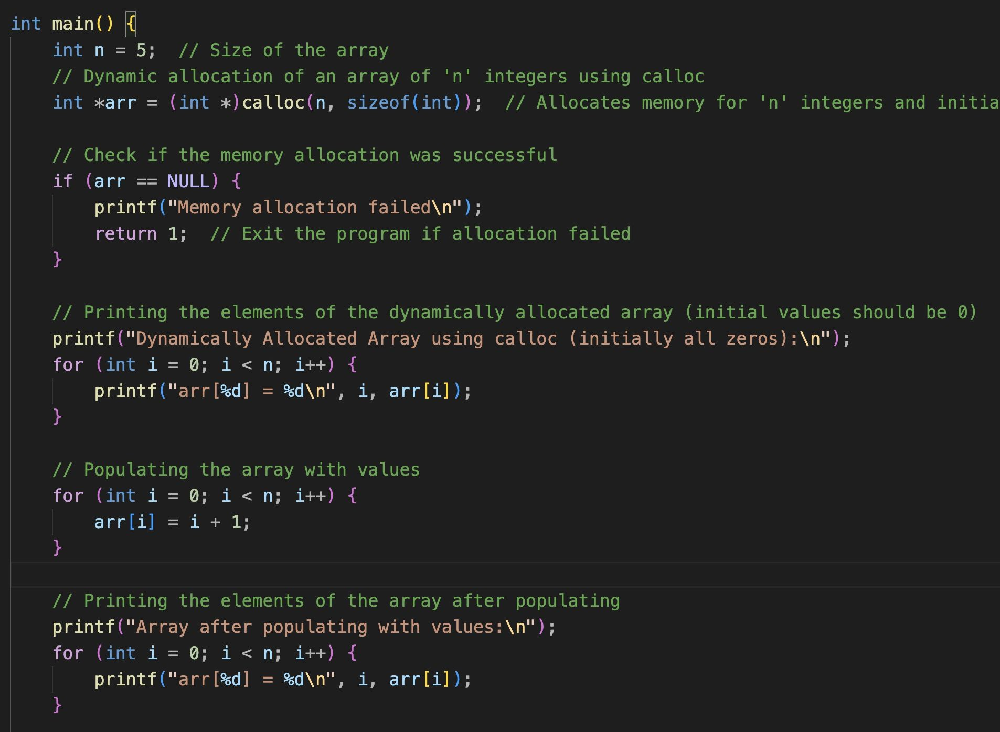 int main() {
    int n = 5;  // Size of the array
    // Dynamic allocation of an array of 'n' integers using calloc
    int *arr = (int *)calloc(n, sizeof(int));  // Allocates memory for 'n' integers and initia
    // Check if the memory allocation was successful
    if (arr == NULL) {
        printf("Memory allocation failed\n");
        return 1;  // Exit the program if allocation failed
    }
    // Printing the elements of the dynamically allocated array (initial values should be 0)
    printf("Dynamically Allocated Array using calloc (initially all zeros):\n");
    for (int i = 0; i < n; i++) {
        printf("arr[%d] = %d\n", i, arr[i]);
    }
    // Populating the array with values
    for (int i = 0; i < n; i++) {
        arr[i] = i + 1;
    }
    // Printing the elements of the array after populating
    printf("Array after populating with values:\n");
    for (int i = 0; i < n; i++) {
        printf("arr[%d] = %d\n", i, arr[i]);
    }